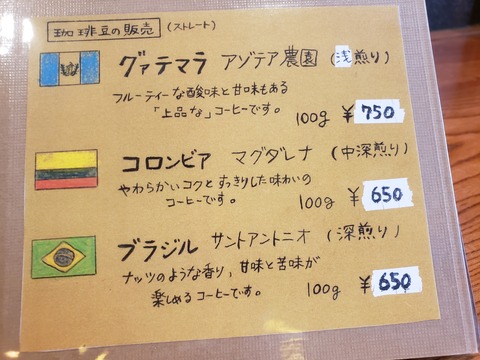 珈琲豆の販売 (ストレート)
グァテマラ アゾテア農園 (浅煎り)
フルーティーな酸味と甘味もある
「上品な」コーヒーです。
100g ¥750
コロンビア マグダレナ (中深煎り)
やわらかいコクとすっきりした味わいの
コーヒーです。
100g ¥650
ブラジル サントアントニオ (深煎り)
ナッツのような香り、甘味と苦味が
楽しめるコーヒーです。
100g ¥650